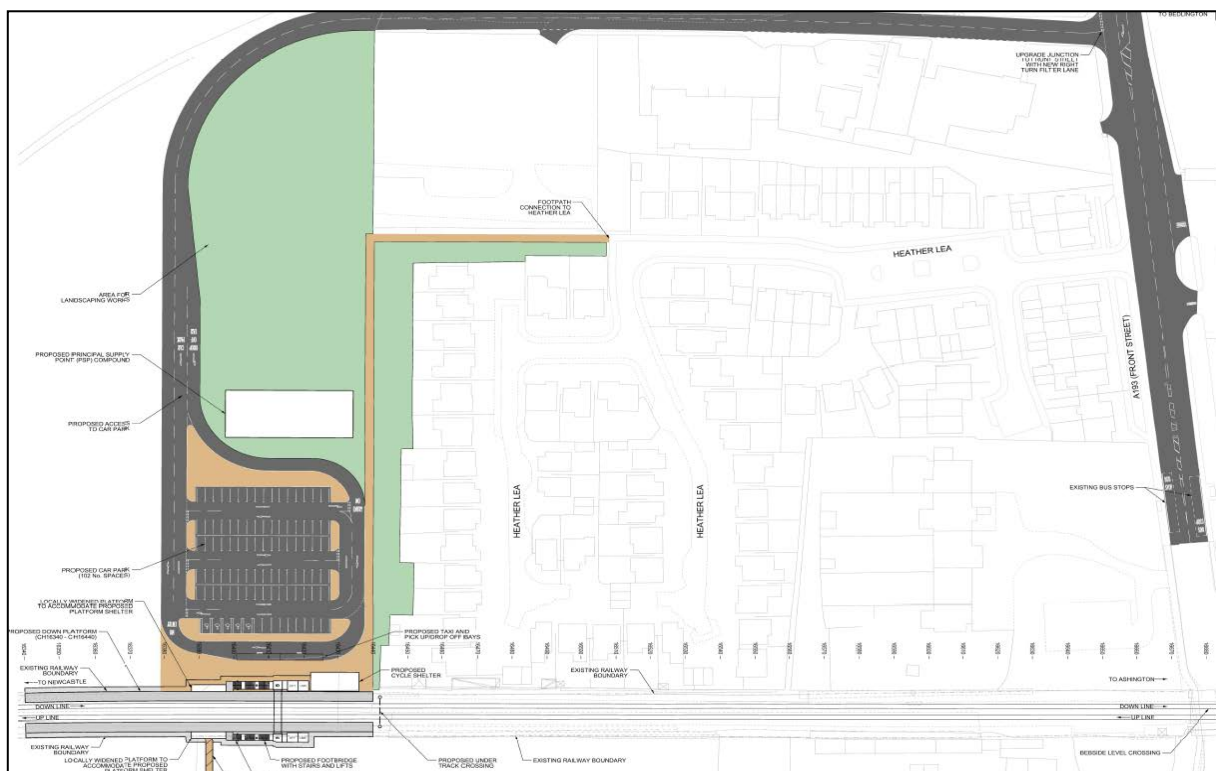 TO BEDLINGTON
UPGRADE JUNCTION
TO FRONT STREET
WITH NEW RIGHT
TURN FILTER LANE
FOOTPATH
CONNECTION TO
HEATHER LEA
HEATHER LEA
AREA FOR
LANDSCAPING WORKS
PROPOSED PRINCIPAL SUPPLY
POINT (PSP) COMPOUND
A193 (FRONT STREET)
PROPOSED ACCESS
TO CAR PARK
EXISTING BUS STOPS
HEATHER LEA
HEATHER LEA
PROPOSED CAR PARK
(102 No. SPACES)
LOCALLY WIDENED PLATFORM
TO ACCOMMODATE PROPOSED
PLATFORM SHELTER
PROPOSED DOWN PLATFORM
(CH16340 - CH16440)
PROPOSED TAXI AND
PICK UP/DROP OFF BAYS
EXISTING RAILWAY
BOUNDARY
PROPOSED
CYCLE SHELTER
EXISTING RAILWAY
BOUNDARY
TO NEWCASTLE
TO ASHINGTON
DOWN LINE
DOWN LINE
UP LINE
UP LINE
EXISTING RAILWAY
BOUNDARY
LOCALLY WIDENED PLATFORM TO
ACCOMMODATE PROPOSED
PLATFORM SHELTER
PROPOSED FOOTBRIDGE
WITH STAIRS AND LIFTS
PROPOSED UNDER
TRACK CROSSING
EXISTING RAILWAY BOUNDARY
BEBSIDE LEVEL CROSSING